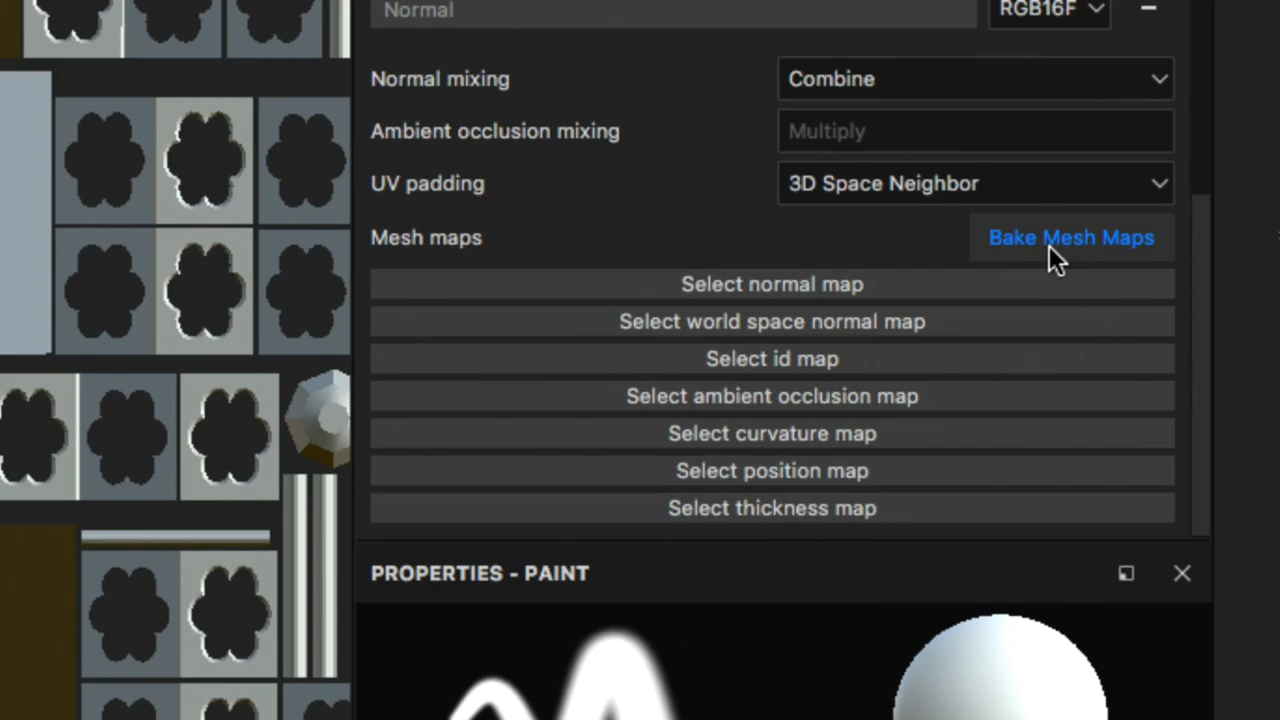 Normal
RGB16F
Normal mixing
Combine
Ambient occlusion mixing
Multiply
UV padding
3D Space Neighbor
Mesh maps
Bake Mesh Maps
Select normal map
Select world space normal map
Select id map
Select ambient occlusion map
Select curvature map
Select position map
Select thickness map
PROPERTIES - PAINT